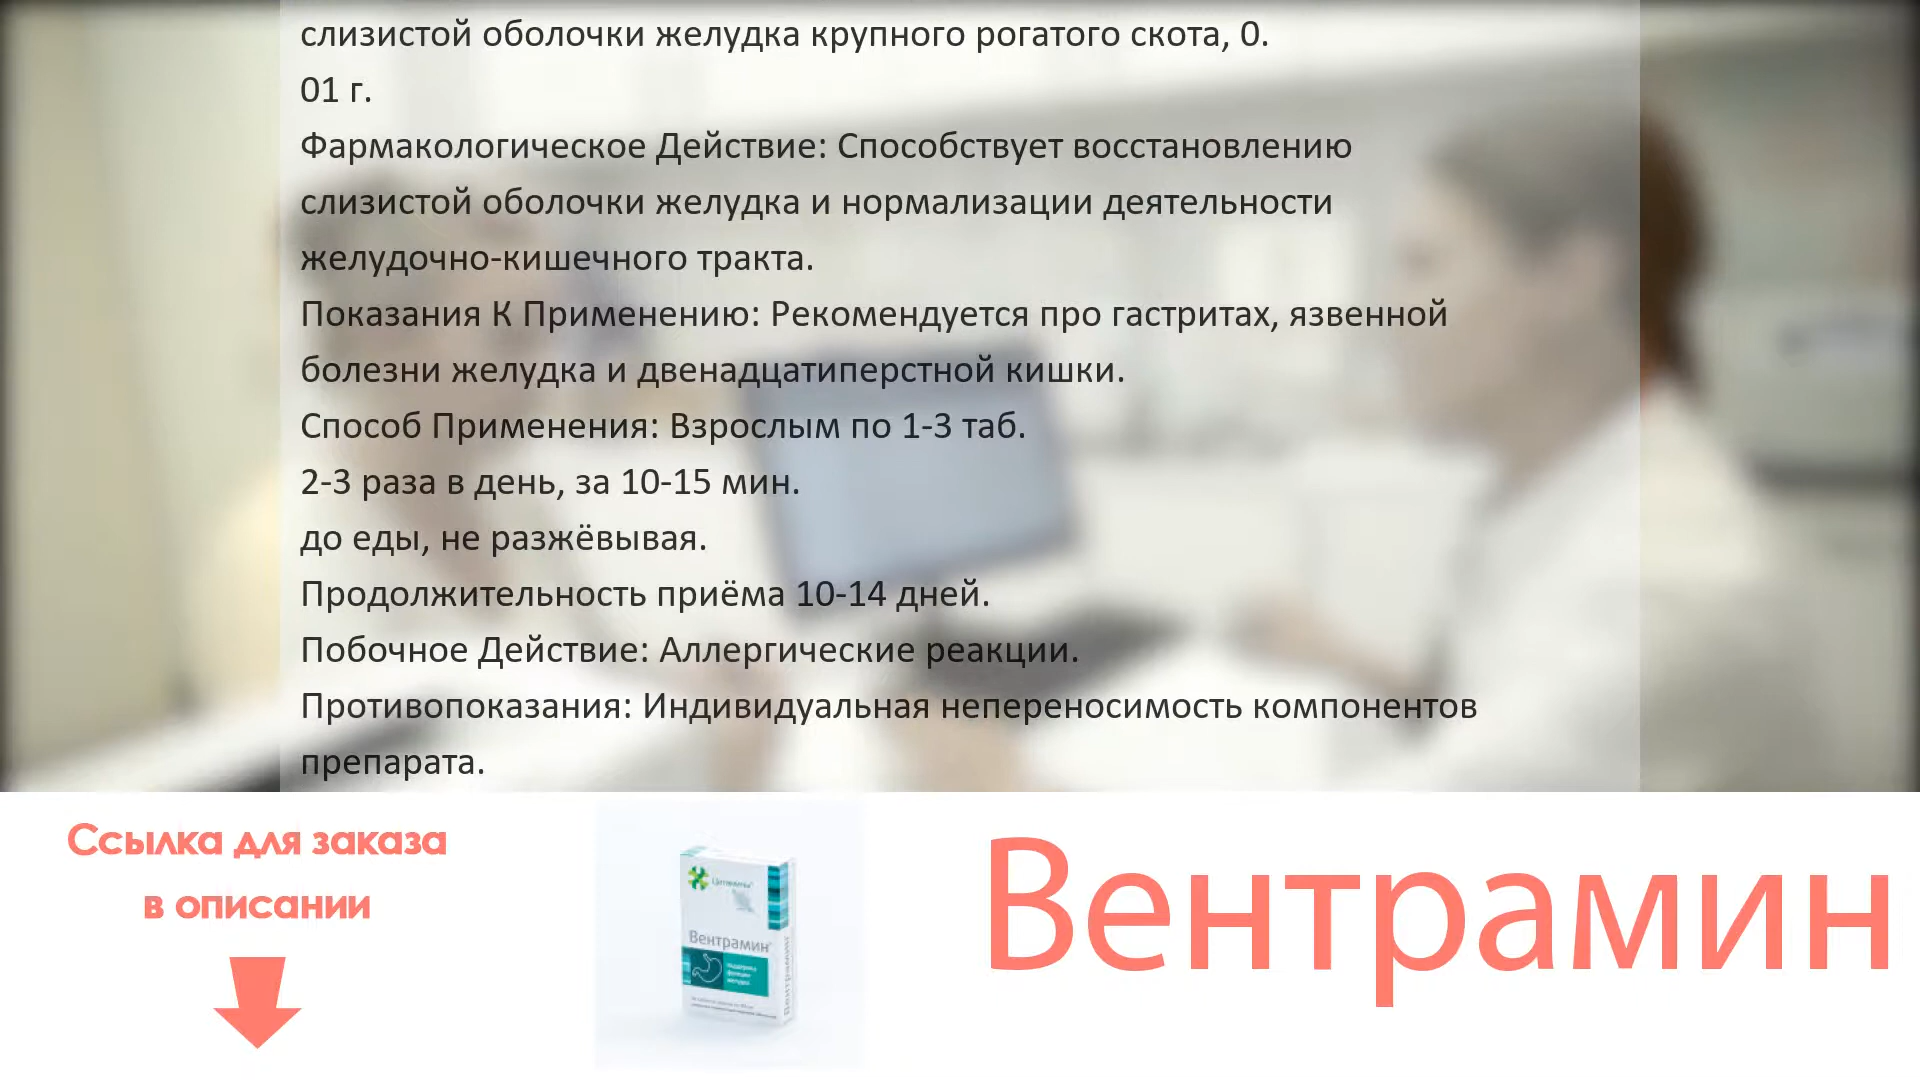 слизистой оболочки желудка крупного рогатого скота, 0.
01 г.
Фармакологическое Действие: Способствует восстановлению
слизистой оболочки желудка и нормализации деятельности
желудочно-кишечного тракта.
Показания К Применению: Рекомендуется про гастритах, язвенной
болезни желудка и двенадцатиперстной кишки.
Способ Применения: Взрослым по 1-3 таб.
2-3 раза в день, за 10-15 мин.
до еды, не разжёвывая.
Продолжительность приёма 10-14 дней.
Побочное Действие: Аллергические реакции.
Противопоказания: Индивидуальная непереносимость компонентов
препарата.
Ссылка для заказа
в описании
Вентрамин
Вентрамин